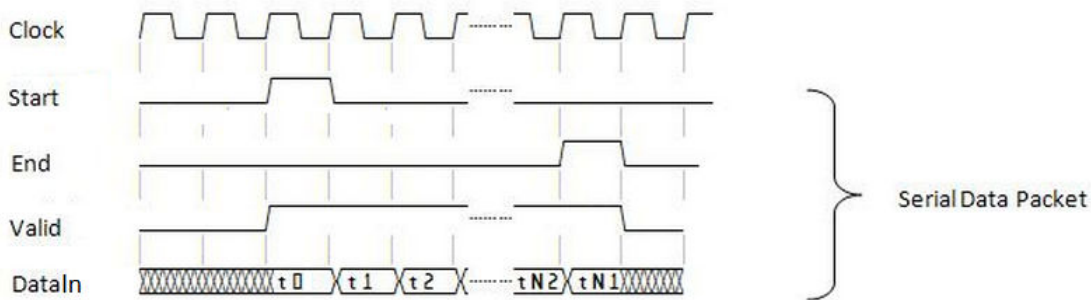 Clock
Start
End
Valid
DataIn
t0 t1 t2 tN2 tN1
Serial Data Packet